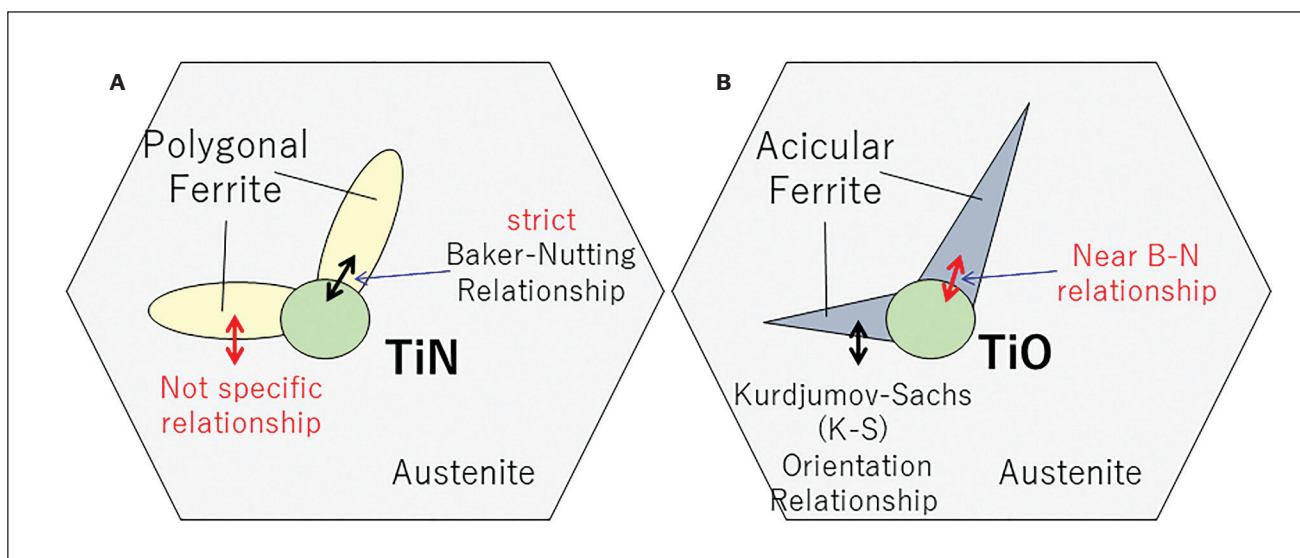 A
Polygonal
Ferrite
strict
Baker-Nutting
Relationship
TiN
Not specific
relationship
Austenite
B
Acicular
Ferrite
Near B-N
relationship
TiO
Kurdjumov-Sachs
(K-S)
Orientation
Relationship
Austenite